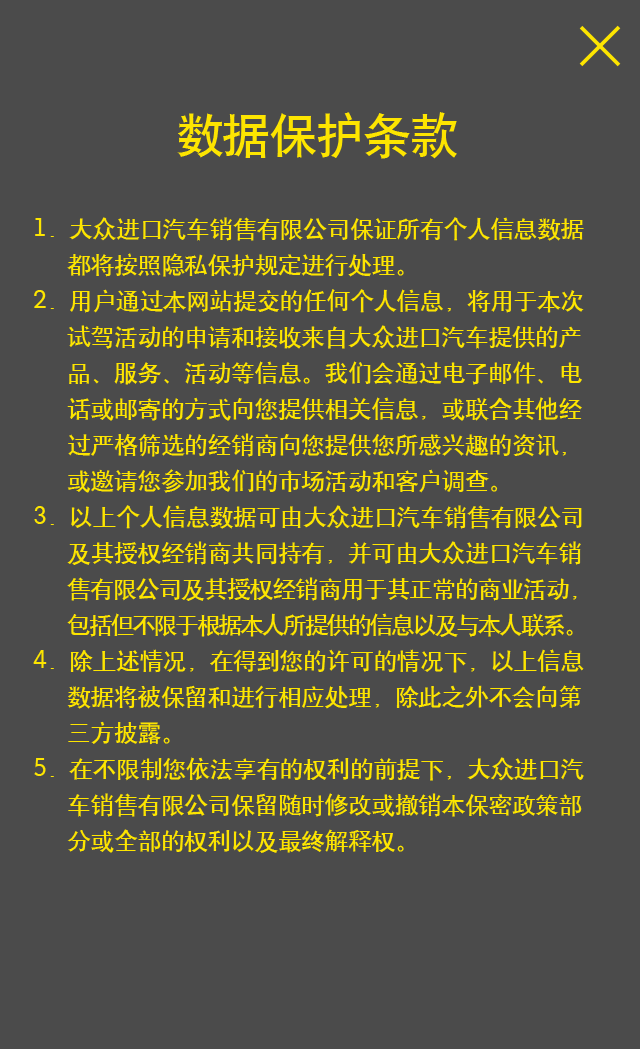 数据保护条款
1. 大众进口汽车销售有限公司保证所有个人信息数据
都将按照隐私保护规定进行处理。
2. 用户通过本网站提交的任何个人信息，将用于本次
试驾活动的申请和接收来自大众进口汽车提供的产
品、服务、活动等信息。我们会通过电子邮件、电
话或邮寄的方式向您提供相关信息，或联合其他经
过严格筛选的经销商向您提供您所感兴趣的资讯，
或邀请您参加我们的市场活动和客户调查。
3. 以上个人信息数据可由大众进口汽车销售有限公司
及其授权经销商共同持有，并可由大众进口汽车销
售有限公司及其授权经销商用于其正常的商业活动，
包括但不限于根据本人所提供的信息以及与本人联系。
4. 除上述情况，在得到您的许可的情况下，以上信息
数据将被保留和进行相应处理，除此之外不会向第
三方披露。
5. 在不限制您依法享有的权利的前提下，大众进口汽
车销售有限公司保留随时修改或撤销本保密政策部
分或全部的权利以及最终解释权。